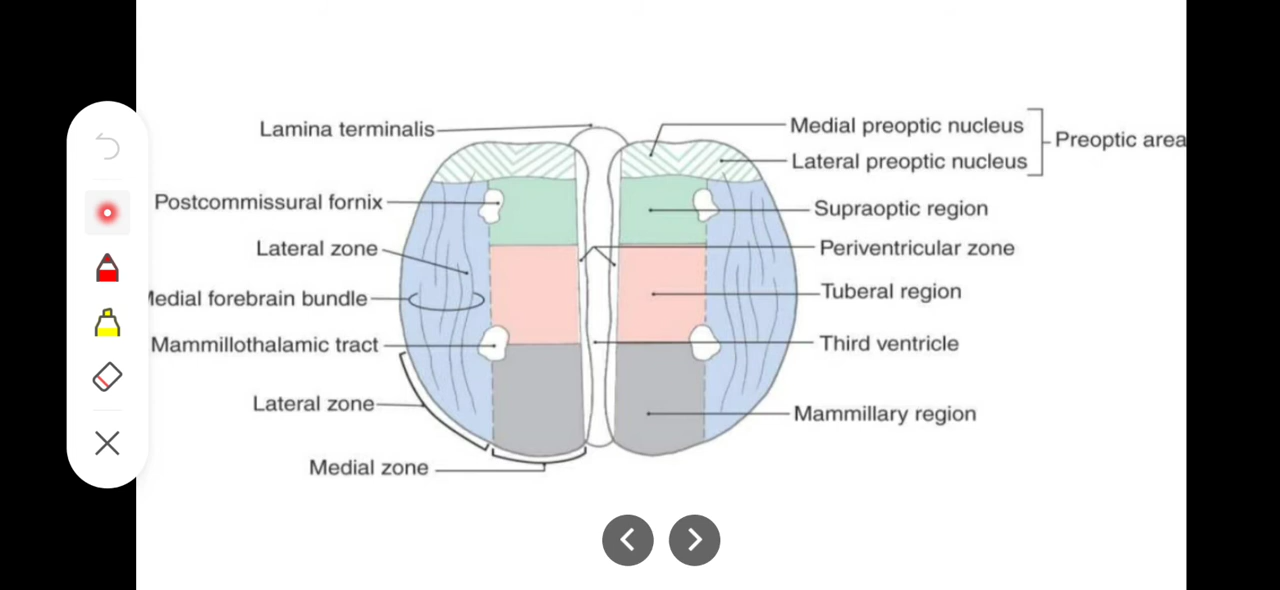 Lamina terminalis
Postcommissural fornix
Lateral zone
edial forebrain bundle
Mammillothalamic tract
Lateral zone
Medial zone
Medial preoptic nucleus
Lateral preoptic nucleus
Preoptic area
Supraoptic region
Periventricular zone
Tuberal region
Third ventricle
Mammillary region